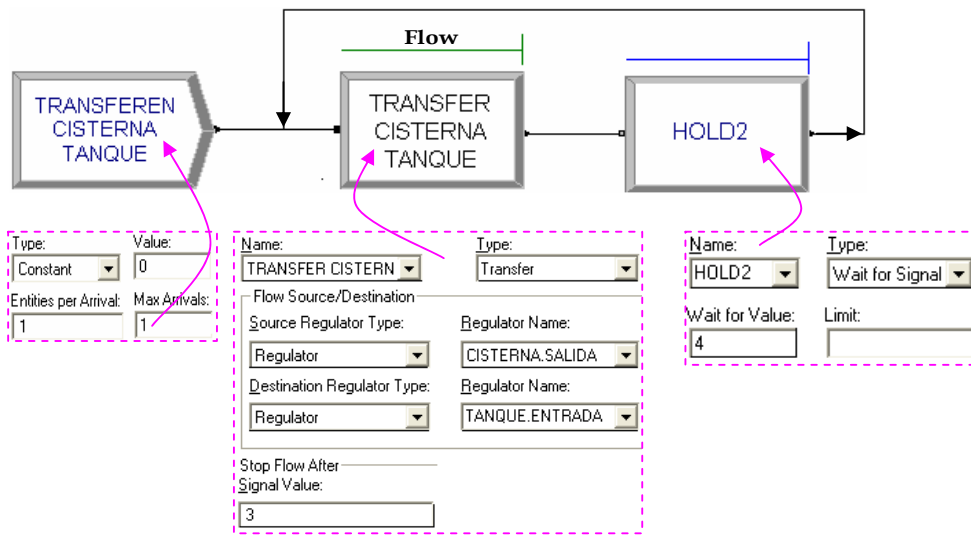 Flow
TRANSFEREN
CISTERNA
TANQUE
TRANSFER
CISTERNA
TANQUE
HOLD2
Type:
Value:
Constant
0
Entities per Arrival:
Max Arrivals:
1
1
Name:
Type:
TRANSFER CISTERN
Transfer
Flow Source/Destination
Source Regulator Type:
Regulator Name:
Regulator
CISTERNA.SALIDA
Destination Regulator Type:
Regulator Name:
Regulator
TANQUE.ENTRADA
Stop Flow After
Signal Value:
3
Name:
Type:
HOLD2
Wait for Signal
Wait for Value:
Limit:
4